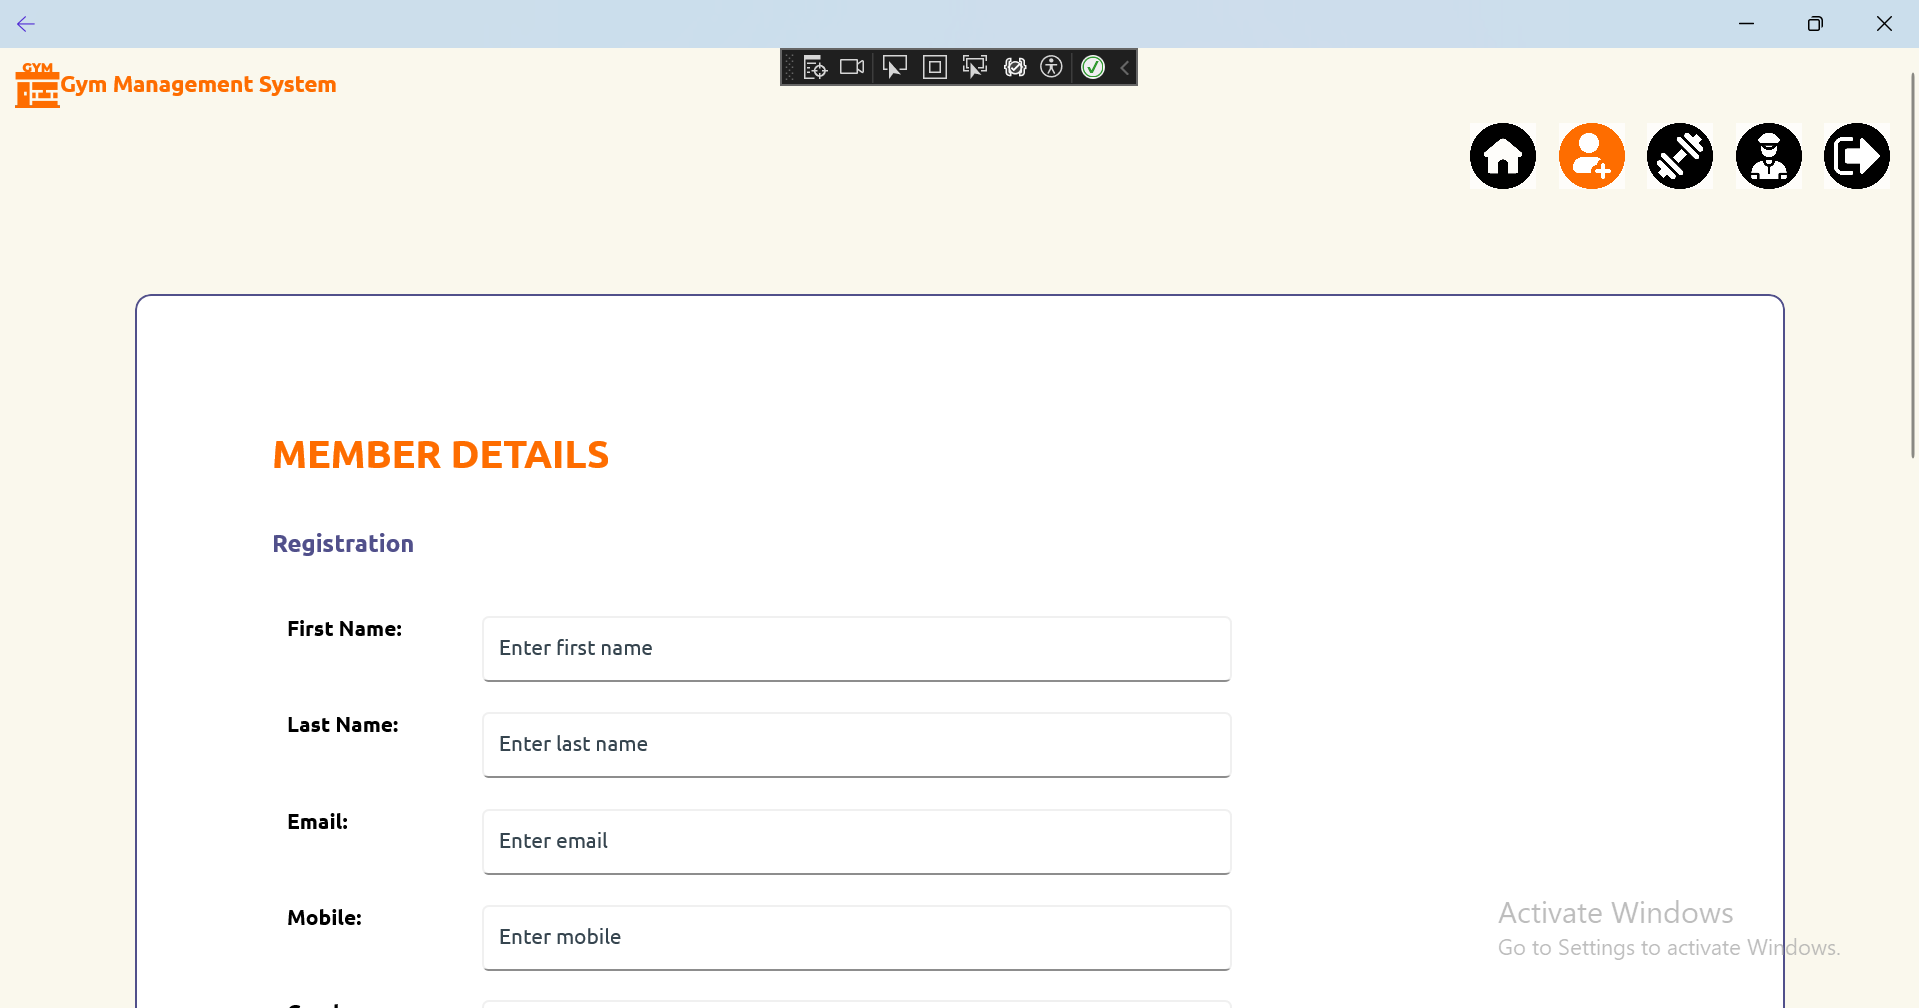 GYM
Gym Management System
MEMBER DETAILS
Registration
First Name:
Enter first name
Last Name:
Enter last name
Email:
Enter email
Mobile:
Enter mobile
Activate Windows
Go to Settings to activate Windows.